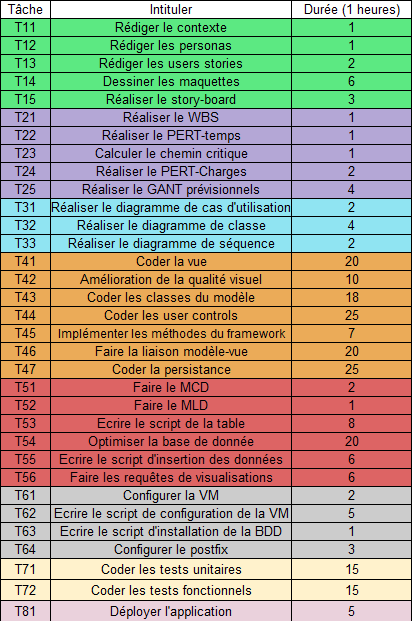 Tâche Intituler Durée (1 heures)
T11 Rédiger le contexte 1
T12 Rédiger les personas 1
T13 Rédiger les users stories 2
T14 Dessiner les maquettes 6
T15 Réaliser le story-board 3
T21 Réaliser le WBS 1
T22 Réaliser le PERT-temps 1
T23 Calculer le chemin critique 1
T24 Réaliser le PERT-Charges 2
T25 Réaliser le GANT prévisionnels 4
T31 Réaliser le diagramme de cas d'utilisation 2
T32 Réaliser le diagramme de classe 4
T33 Réaliser le diagramme de séquence 2
T41 Coder la vue 20
T42 Amélioration de la qualité visuel 10
T43 Coder les classes du modèle 18
T44 Coder les user controls 25
T45 Implémenter les méthodes du framework 7
T46 Faire la liaison modèle-vue 20
T47 Coder la persistance 25
T51 Faire le MCD 2
T52 Faire le MLD 1
T53 Ecrire le script de la table 8
T54 Optimiser la base de donnée 20
T55 Ecrire le script d'insertion des données 6
T56 Faire les requêtes de visualisations 6
T61 Configurer la VM 2
T62 Ecrire le script de configuration de la VM 5
T63 Ecrire le script d'installation de la BDD 1
T64 Configurer le postfix 3
T71 Coder les tests unitaires 15
T72 Coder les tests fonctionnels 15
T81 Déployer l'application 5